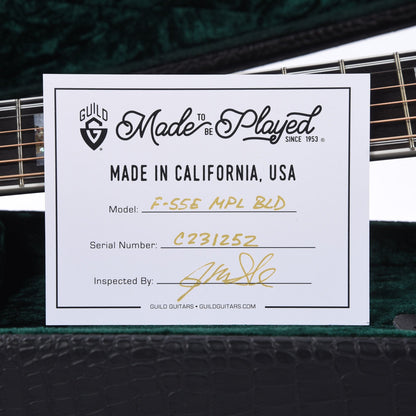 GUILD
G
Made TO BE Played
SINCE 1953 ®
MADE IN CALIFORNIA, USA
Model: F-55E MPL BLD
Serial Number: C231252
Inspected By:
GUILD GUITARS • GUILDGUITARS.COM